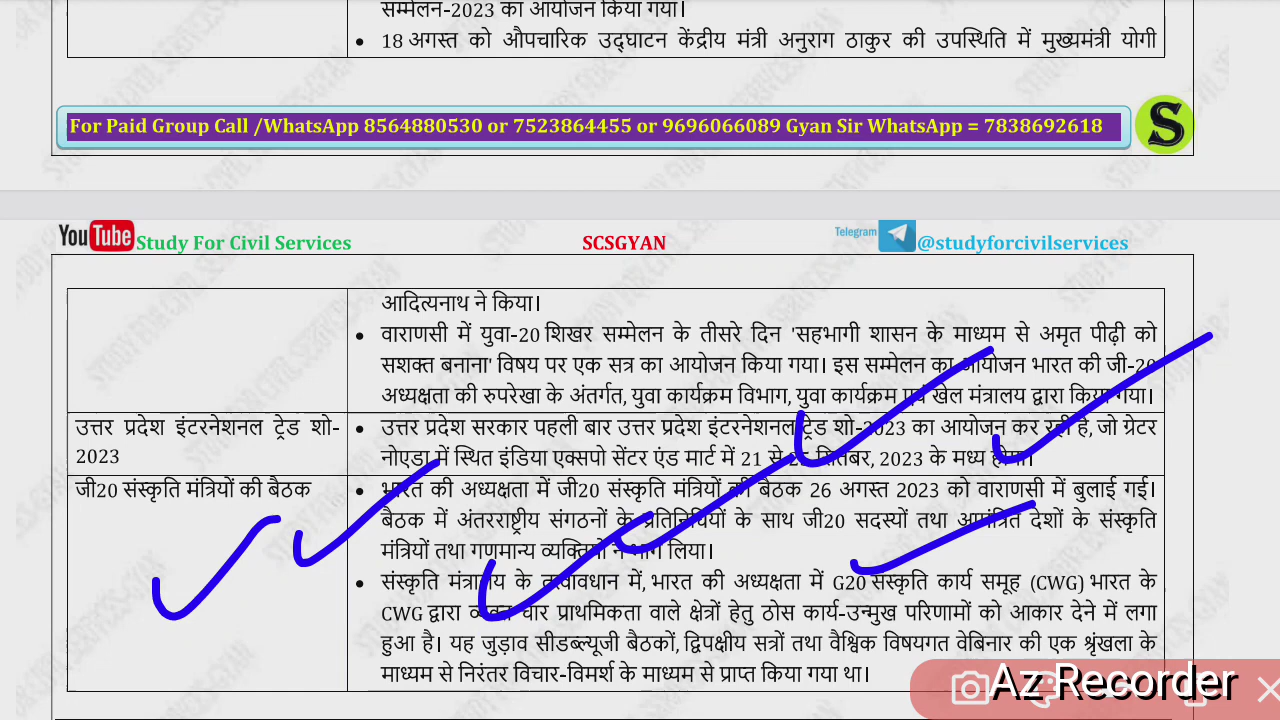 सम्मेलन-2023 का आयोजन किया गया।
• 18 अगस्त को औपचारिक उद्घाटन केंद्रीय मंत्री अनुराग ठाकुर की उपस्थिति में मुख्यमंत्री योगी
For Paid Group Call /WhatsApp 8564880530 or 7523864455 or 9696066089 Gyan Sir WhatsApp = 7838692618
S
YouTube Study For Civil Services SCSGYAN Telegram @studyforcivilservices
आदित्यनाथ ने किया।
• वाराणसी में युवा-20 शिखर सम्मेलन के तीसरे दिन 'सहभागी शासन के माध्यम से अमृत पीढ़ी को
सशक्त बनाना' विषय पर एक सत्र का आयोजन किया गया। इस सम्मेलन का आयोजन भारत की जी-20
अध्यक्षता की रुपरेखा के अंतर्गत, युवा कार्यक्रम विभाग, युवा कार्यक्रम एवं खेल मंत्रालय द्वारा किया गया।
उत्तर प्रदेश इंटरनेशनल ट्रेड शो-
2023
• उत्तर प्रदेश सरकार पहली बार उत्तर प्रदेश इंटरनेशनल ट्रेड शो-2023 का आयोजन कर रही है, जो ग्रेटर
नोएडा में स्थित इंडिया एक्सपो सेंटर एंड मार्ट में 21 से 25 सितंबर, 2023 के मध्य होगा।
जी20 संस्कृति मंत्रियों की बैठक
• भारत की अध्यक्षता में जी20 संस्कृति मंत्रियों की बैठक 26 अगस्त 2023 को वाराणसी में बुलाई गई।
बैठक में अंतरराष्ट्रीय संगठनों के प्रतिनिधियों के साथ जी20 सदस्यों तथा आमंत्रित देशों के संस्कृति
मंत्रियों तथा गणमान्य व्यक्तियों ने भाग लिया।
• संस्कृति मंत्रालय के तत्वावधान में, भारत की अध्यक्षता में G20 संस्कृति कार्य समूह (CWG) भारत के
CWG द्वारा व्यक्त चार प्राथमिकता वाले क्षेत्रों हेतु ठोस कार्य-उन्मुख परिणामों को आकार देने में लगा
हुआ है। यह जुड़ाव सीडब्ल्यूजी बैठकों, द्विपक्षीय सत्रों तथा वैश्विक विषयगत वेबिनार की एक श्रृंखला के
माध्यम से निरंतर विचार-विमर्श के माध्यम से प्राप्त किया गया था।
Az Recorder